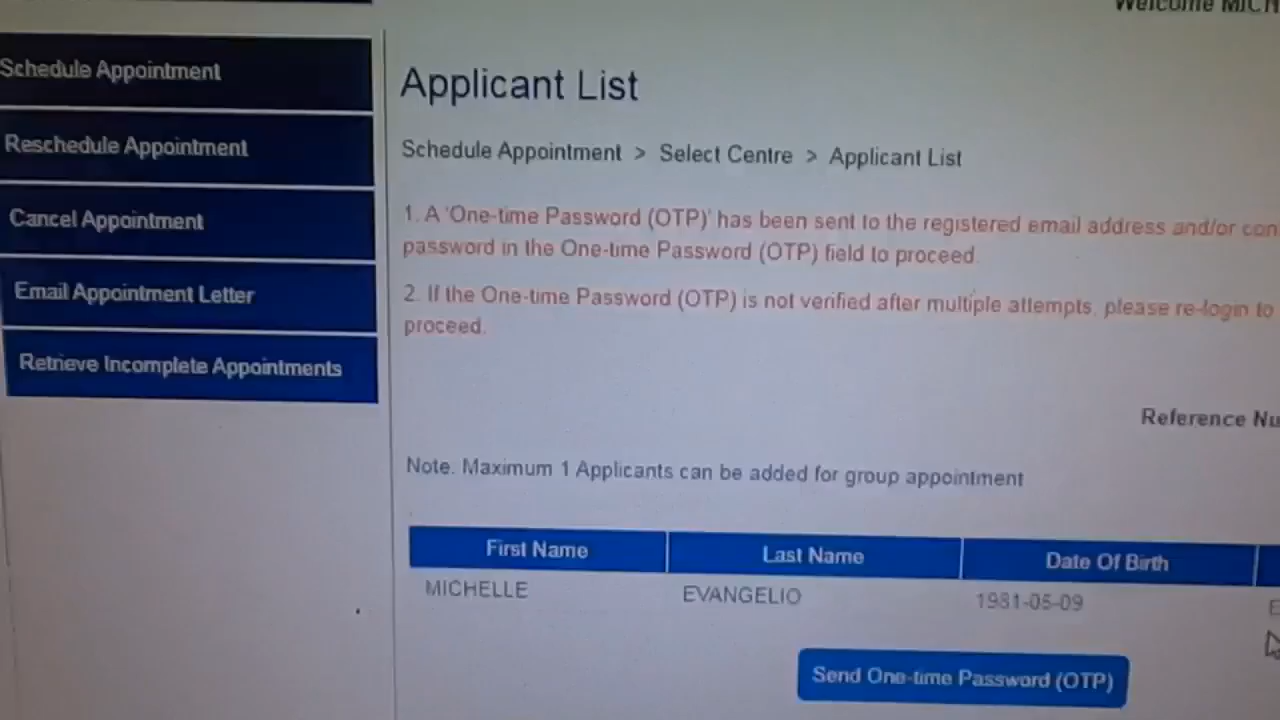 Welcome MICH
Schedule Appointment
Reschedule Appointment
Cancel Appointment
Email Appointment Letter
Retrieve Incomplete Appointments
Applicant List
Schedule Appointment > Select Centre > Applicant List
1. A 'One-time Password (OTP)' has been sent to the registered email address and/or con
password in the One-time Password (OTP) field to proceed.
2. If the One-time Password (OTP) is not verified after multiple attempts, please re-login to
proceed.
Reference Nu
Note. Maximum 1 Applicants can be added for group appointment
First Name Last Name Date Of Birth
MICHELLE EVANGELIO 1981-05-09
Send One-time Password (OTP)